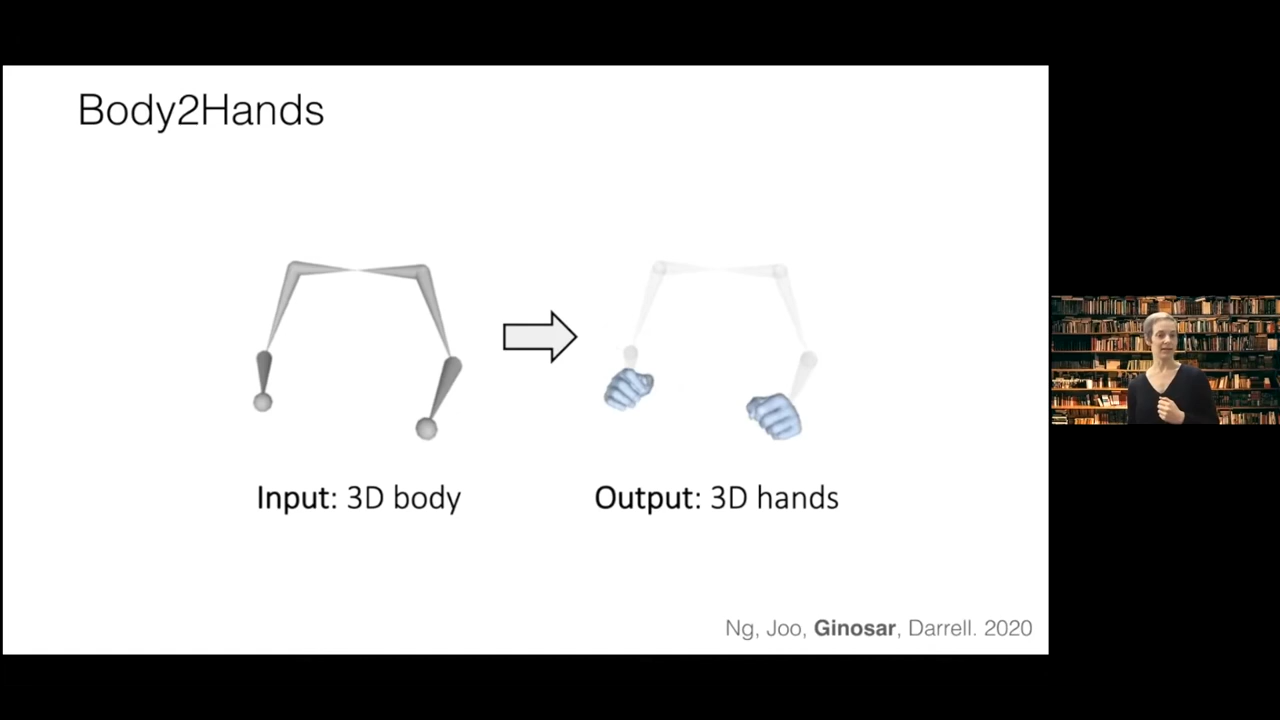 Body2Hands
Input: 3D body
Output: 3D hands
Ng, Joo, Ginosar, Darrell. 2020